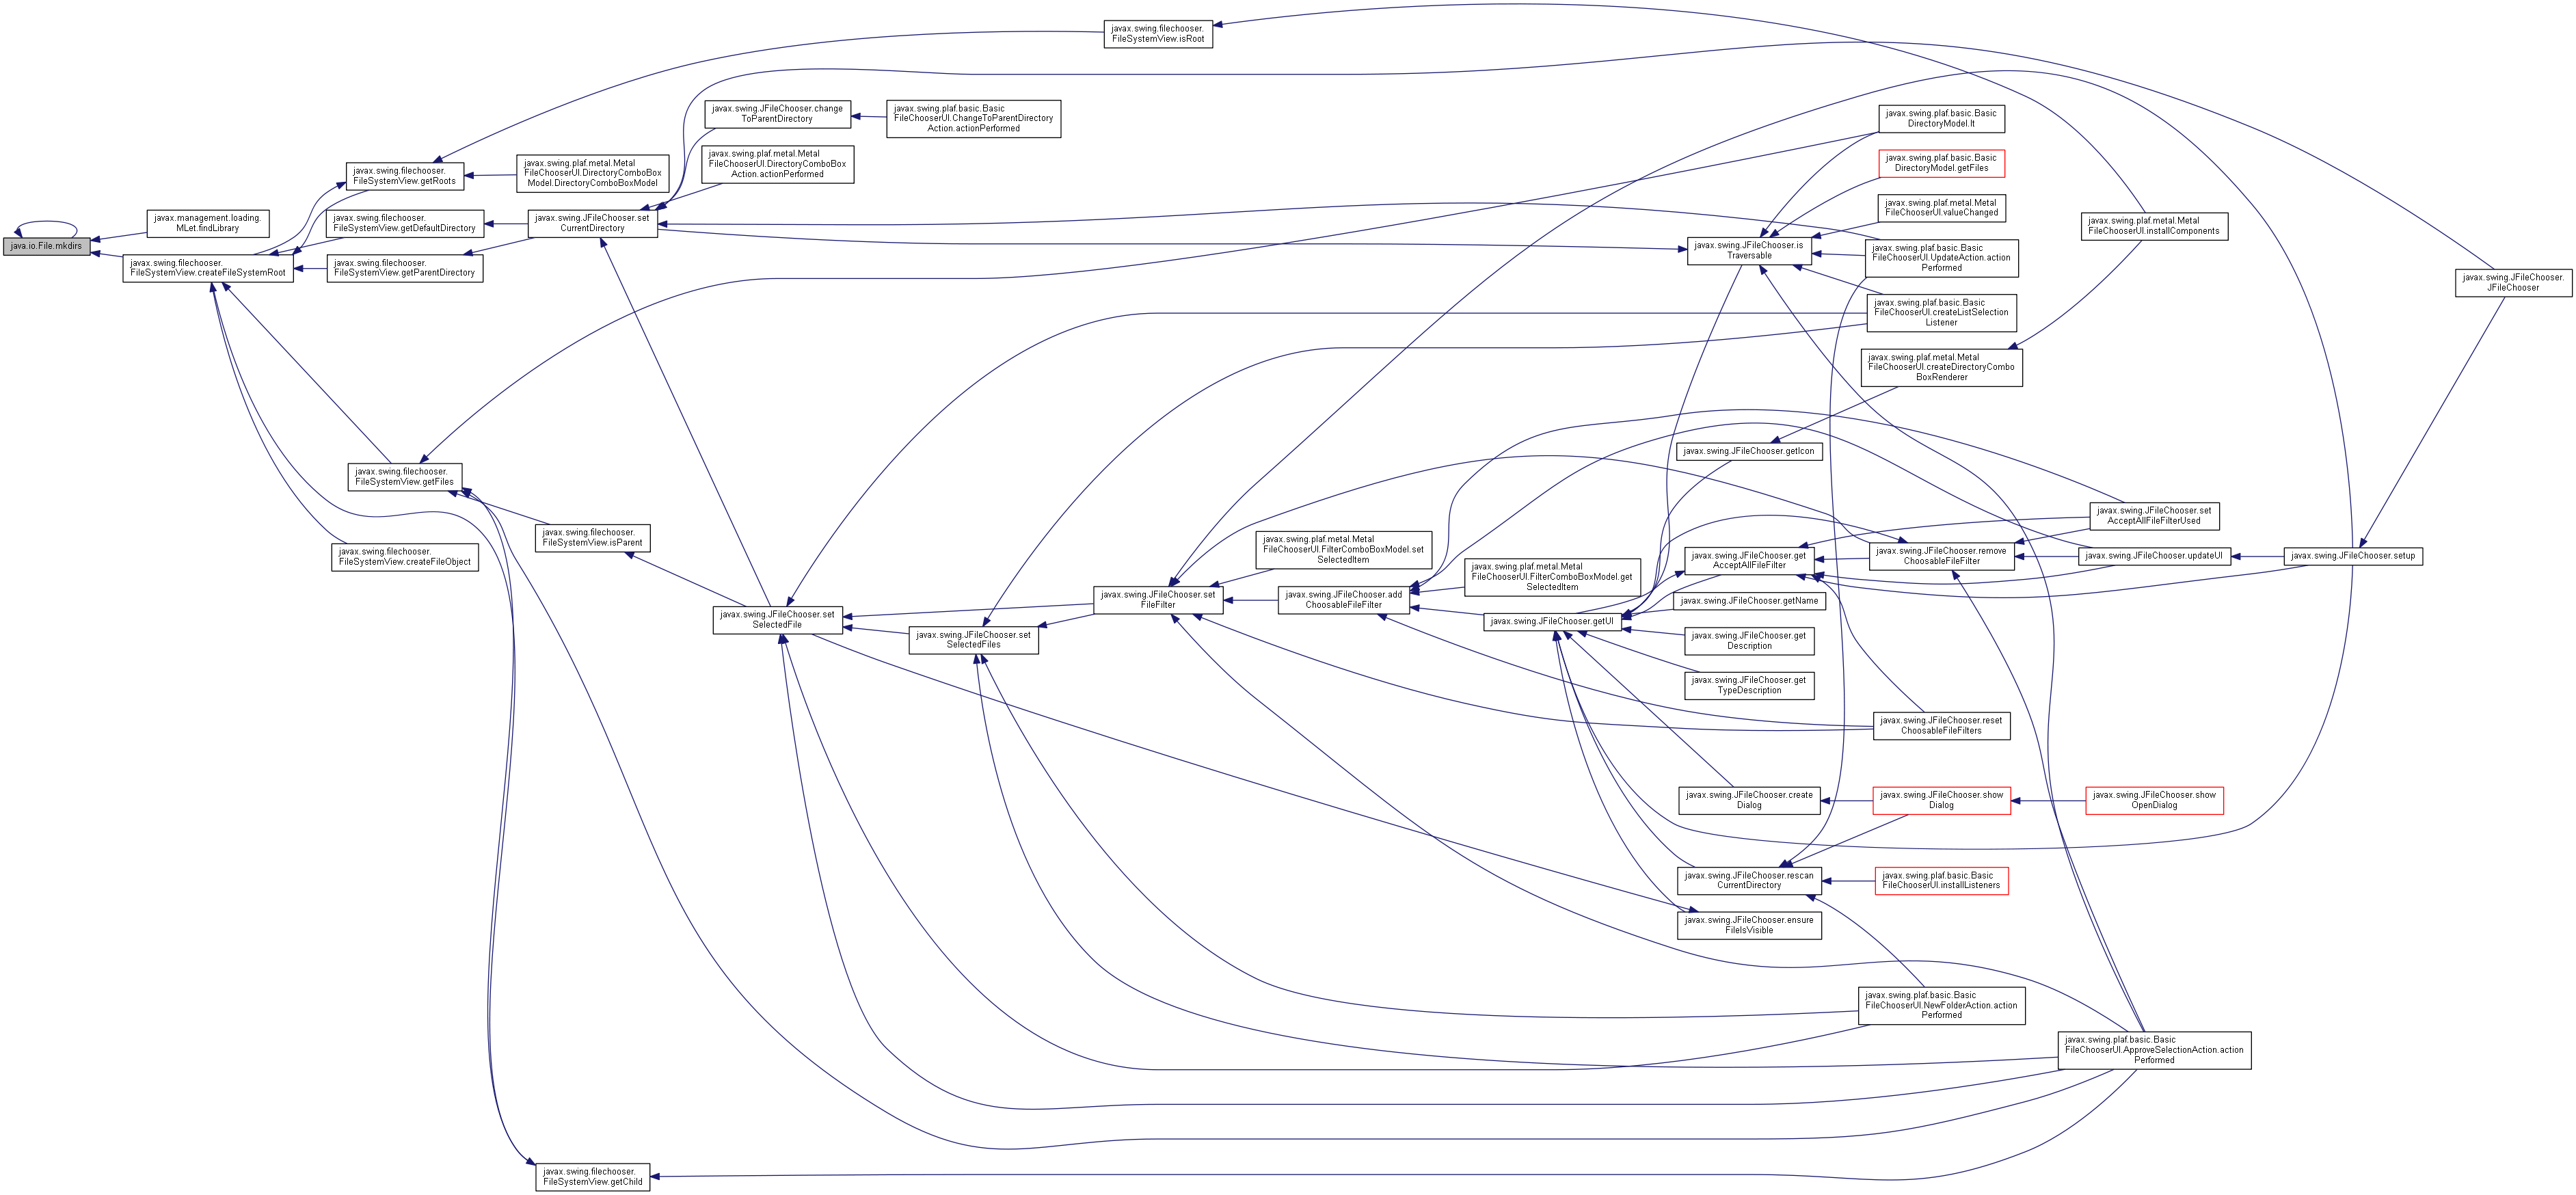 java.io.File.mkdirs
javax.management.loading.
MLet.findLibrary
javax.swing.filechooser.
FileSystemView.createFileSystemRoot
javax.swing.filechooser.
FileSystemView.getRoots
javax.swing.filechooser.
FileSystemView.getDefaultDirectory
javax.swing.filechooser.
FileSystemView.getParentDirectory
javax.swing.filechooser.
FileSystemView.getFiles
javax.swing.filechooser.
FileSystemView.createFileObject
javax.swing.plaf.metal.Metal
FileChooserUI.DirectoryComboBox
Model.DirectoryComboBoxModel
javax.swing.JFileChooser.set
CurrentDirectory
javax.swing.filechooser.
FileSystemView.isParent
javax.swing.filechooser.
FileSystemView.getChild
javax.swing.JFileChooser.change
ToParentDirectory
javax.swing.plaf.metal.Metal
FileChooserUI.DirectoryComboBox
Action.actionPerformed
javax.swing.JFileChooser.set
SelectedFile
javax.swing.plaf.basic.Basic
FileChooserUI.ChangeToParentDirectory
Action.actionPerformed
javax.swing.JFileChooser.set
SelectedFiles
javax.swing.filechooser.
FileSystemView.isRoot
javax.swing.JFileChooser.set
FileFilter
javax.swing.plaf.metal.Metal
FileChooserUI.FilterComboBoxModel.set
SelectedItem
javax.swing.JFileChooser.add
ChoosableFileFilter
javax.swing.plaf.metal.Metal
FileChooserUI.FilterComboBoxModel.get
SelectedItem
javax.swing.JFileChooser.getUI
javax.swing.JFileChooser.is
Traversable
javax.swing.JFileChooser.getIcon
javax.swing.JFileChooser.get
AcceptAllFileFilter
javax.swing.JFileChooser.getName
javax.swing.JFileChooser.get
Description
javax.swing.JFileChooser.get
TypeDescription
javax.swing.JFileChooser.create
Dialog
javax.swing.JFileChooser.rescan
CurrentDirectory
javax.swing.JFileChooser.ensure
FileIsVisible
javax.swing.plaf.basic.Basic
DirectoryModel.lt
javax.swing.plaf.basic.Basic
DirectoryModel.getFiles
javax.swing.plaf.metal.Metal
FileChooserUI.valueChanged
javax.swing.plaf.basic.Basic
FileChooserUI.UpdateAction.action
Performed
javax.swing.plaf.basic.Basic
FileChooserUI.createListSelection
Listener
javax.swing.plaf.metal.Metal
FileChooserUI.createDirectoryCombo
BoxRenderer
javax.swing.JFileChooser.remove
ChoosableFileFilter
javax.swing.JFileChooser.reset
ChoosableFileFilters
javax.swing.JFileChooser.show
Dialog
javax.swing.plaf.basic.Basic
FileChooserUI.installListeners
javax.swing.plaf.basic.Basic
FileChooserUI.NewFolderAction.action
Performed
javax.swing.plaf.metal.Metal
FileChooserUI.installComponents
javax.swing.JFileChooser.set
AcceptAllFileFilterUsed
javax.swing.JFileChooser.updateUI
javax.swing.JFileChooser.show
OpenDialog
javax.swing.plaf.basic.Basic
FileChooserUI.ApproveSelectionAction.action
Performed
javax.swing.JFileChooser.setup
javax.swing.JFileChooser.
JFileChooser